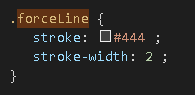 .forceLine {
stroke: #444 ;
stroke-width: 2 ;
}